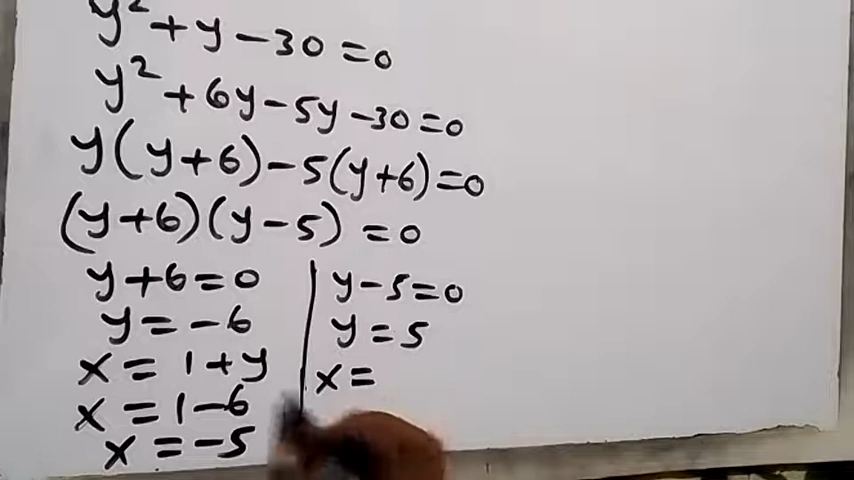 y² + y - 30 = 0
y² + 6y - 5y - 30 = 0
y(y + 6) - 5(y + 6) = 0
(y + 6)(y - 5) = 0
y + 6 = 0
y = - 6
x = 1 + y
x = 1 - 6
x = - 5
y - 5 = 0
y = 5
x =